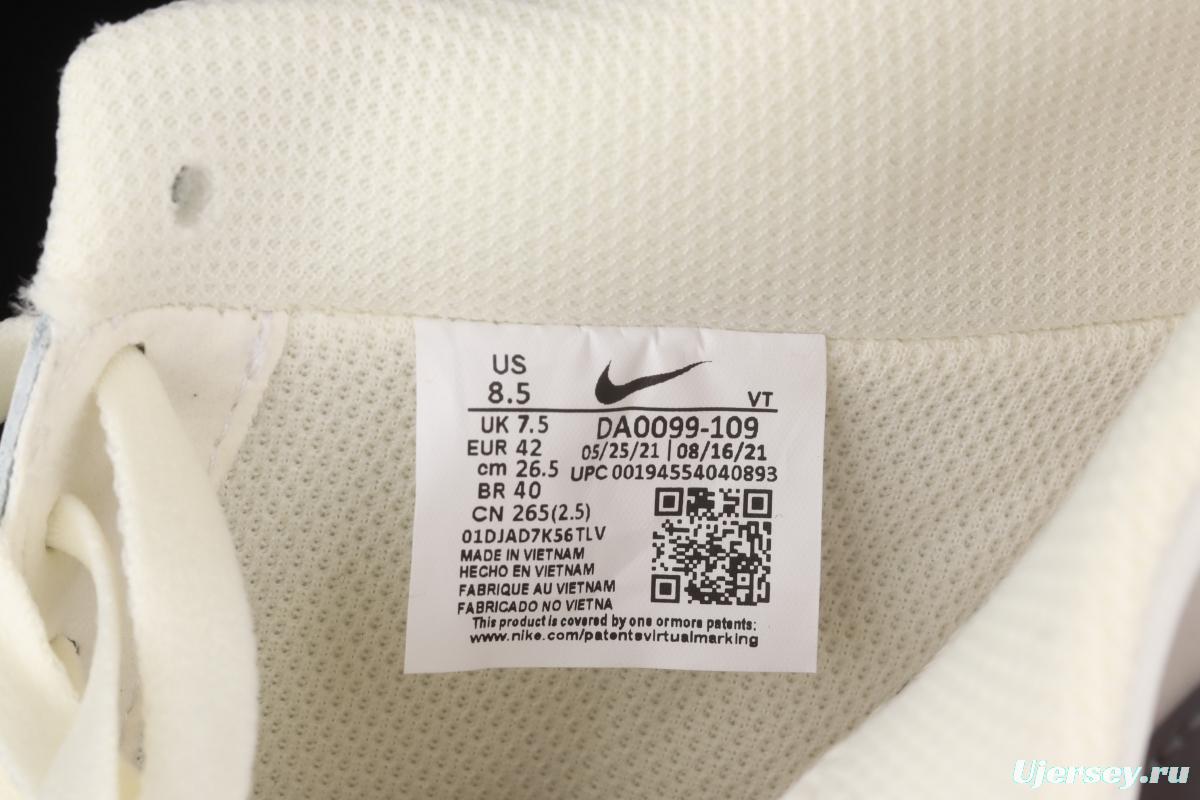 US
8.5
VT
UK 7.5
EUR 42
cm 26.5
BR 40
CN 265(2.5)
DA0099-109
05/25/21 | 08/16/21
UPC 00194554040893
01DJAD7K56TLV
MADE IN VIETNAM
HECHO EN VIETNAM
FABRIQUE AU VIETNAM
FABRICADO NO VIETNA
This product is covered by one or more patents:
www.nike.com/patentsvirtualmarking
Ujersey.ru